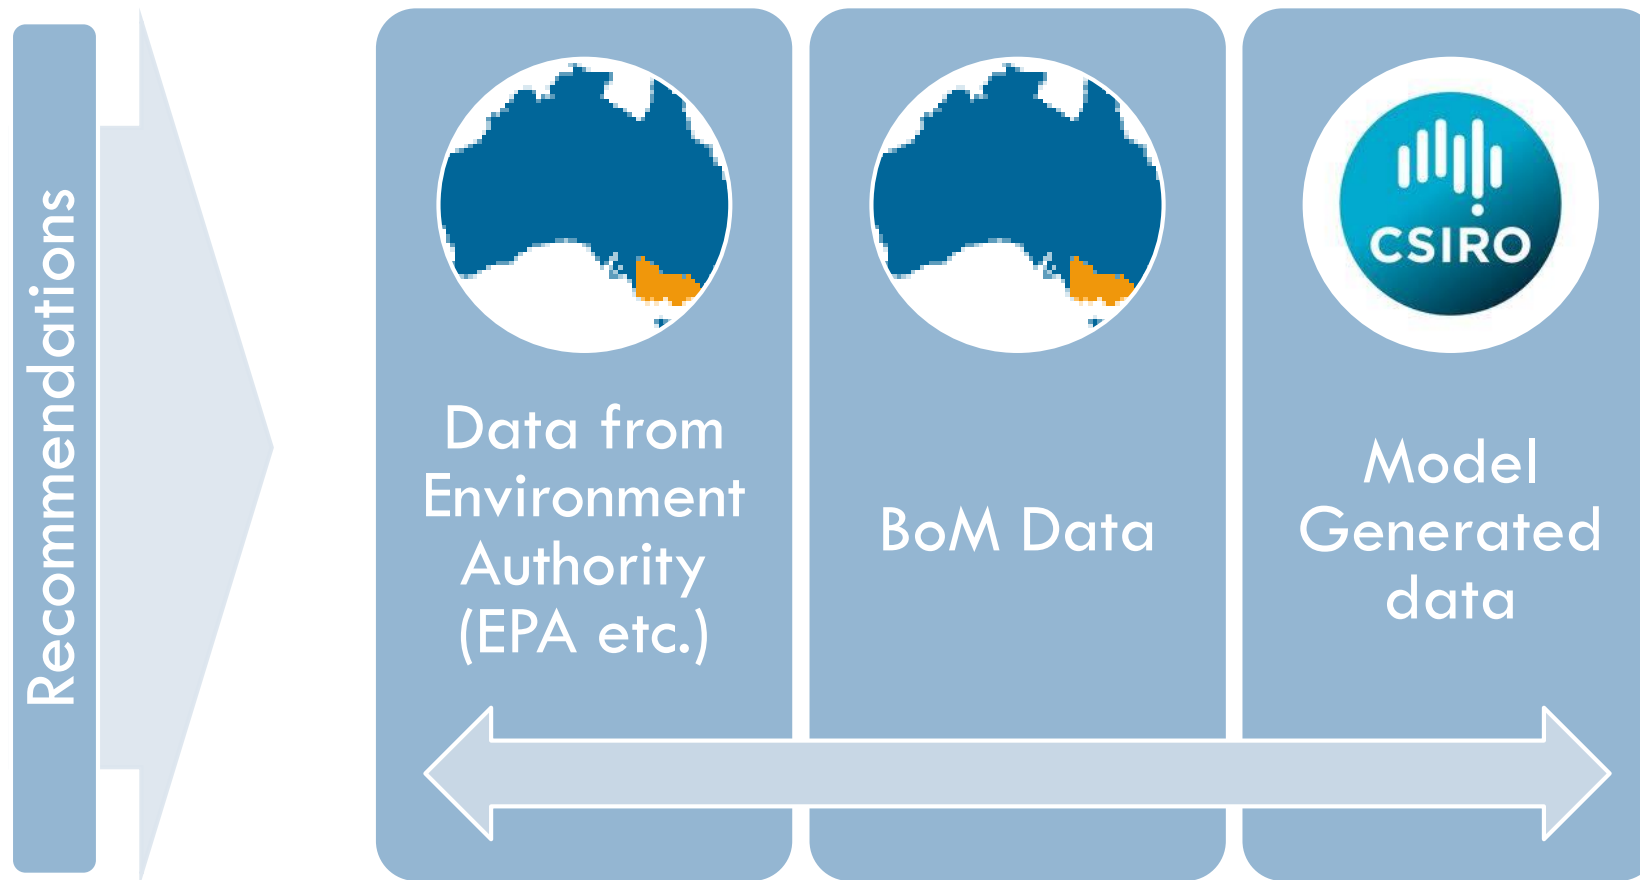 Recommendations
Data from
Environment
Authority
(EPA etc.)
BoM Data
CSIRO
Model
Generated
data